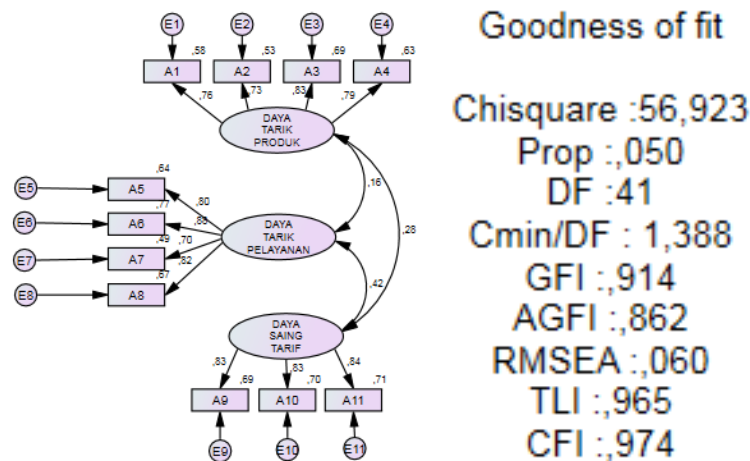 Goodness of fit
E1 E2 E3 E4
,58 ,53 ,69 ,63
A1 A2 A3 A4
,76 ,73 ,83 ,79
DAYA
TARIK
PRODUK
Chisquare :56,923
Prop :,050
DF :41
Cmin/DF : 1,388
GFI :,914
AGFI :,862
RMSEA :,060
TLI :,965
CFI :,974
,64
E5 A5 ,80
,77
E6 A6 ,88
,49 ,70
E7 A7
,82
,67
E8 A8
DAYA
TARIK
PELAYANAN
,16
,28
,42
DAYA
SAING
TARIF
,83 ,83 ,84
,69 ,70 ,71
A9 A10 A11
E9 E10 E11